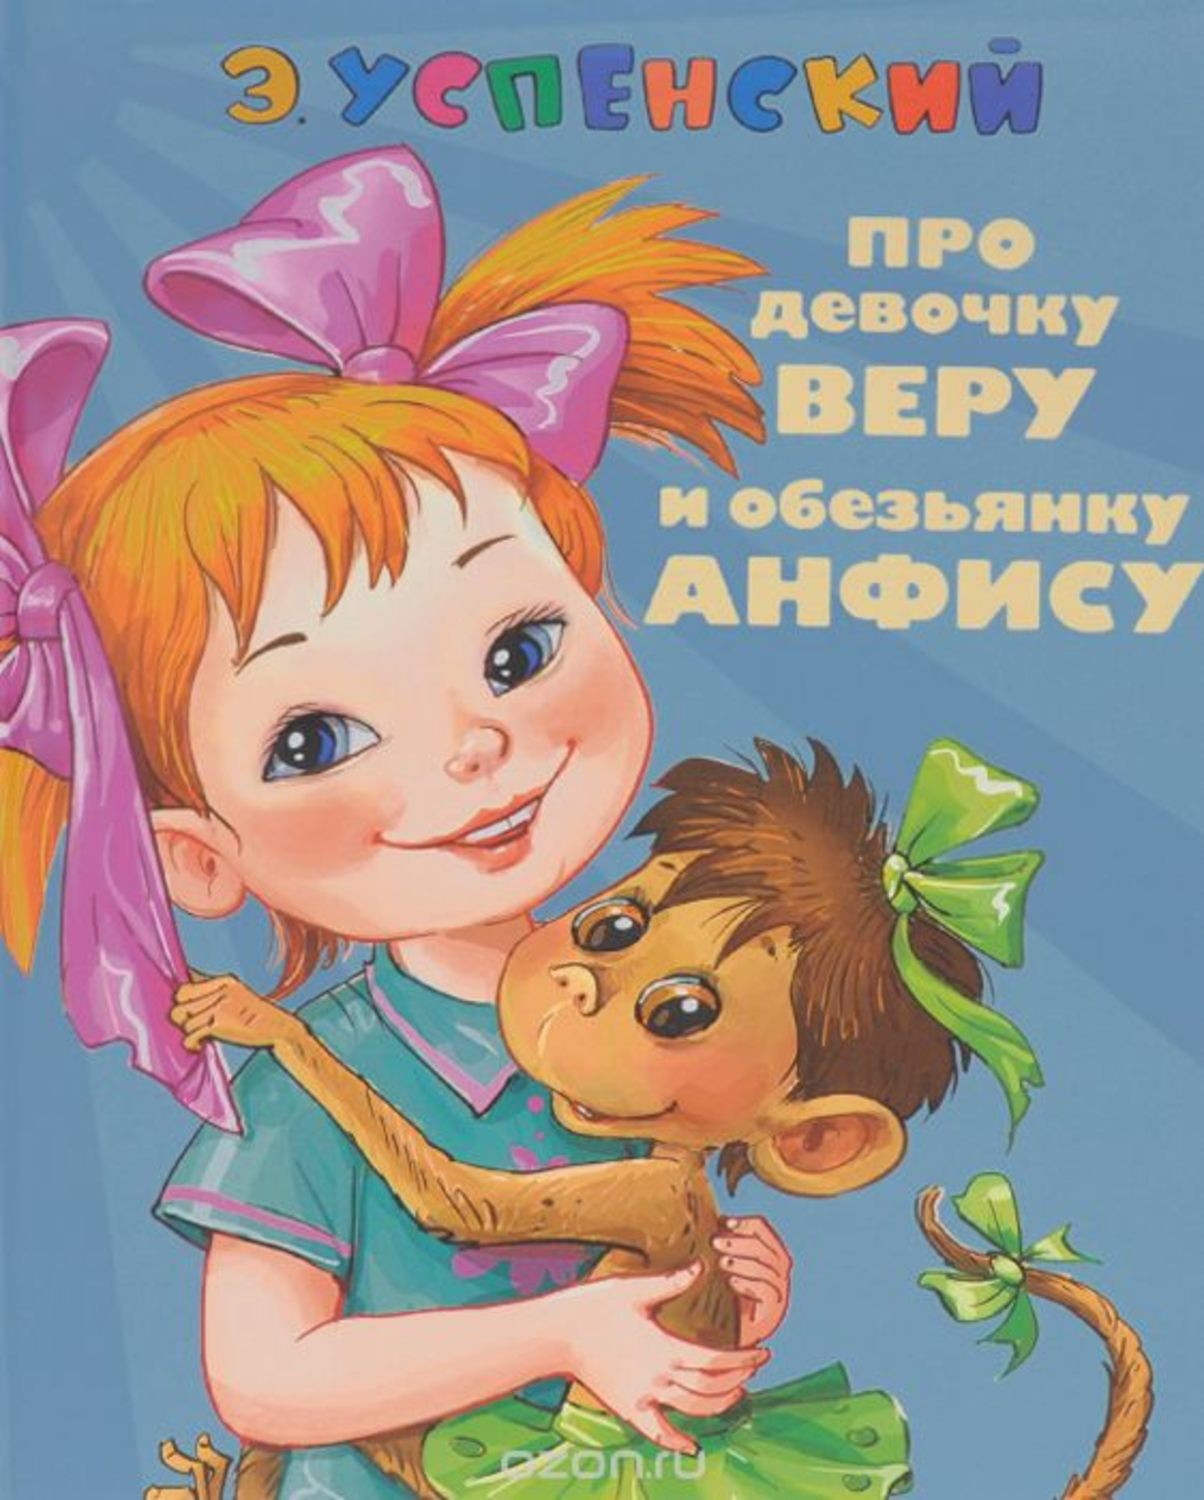 Э. УСПЕНСКИЙ
ПРО
ДЕВОЧКУ
ВЕРУ
И ОБЕЗЬЯНКУ
АНФИСУ
ozon.ru